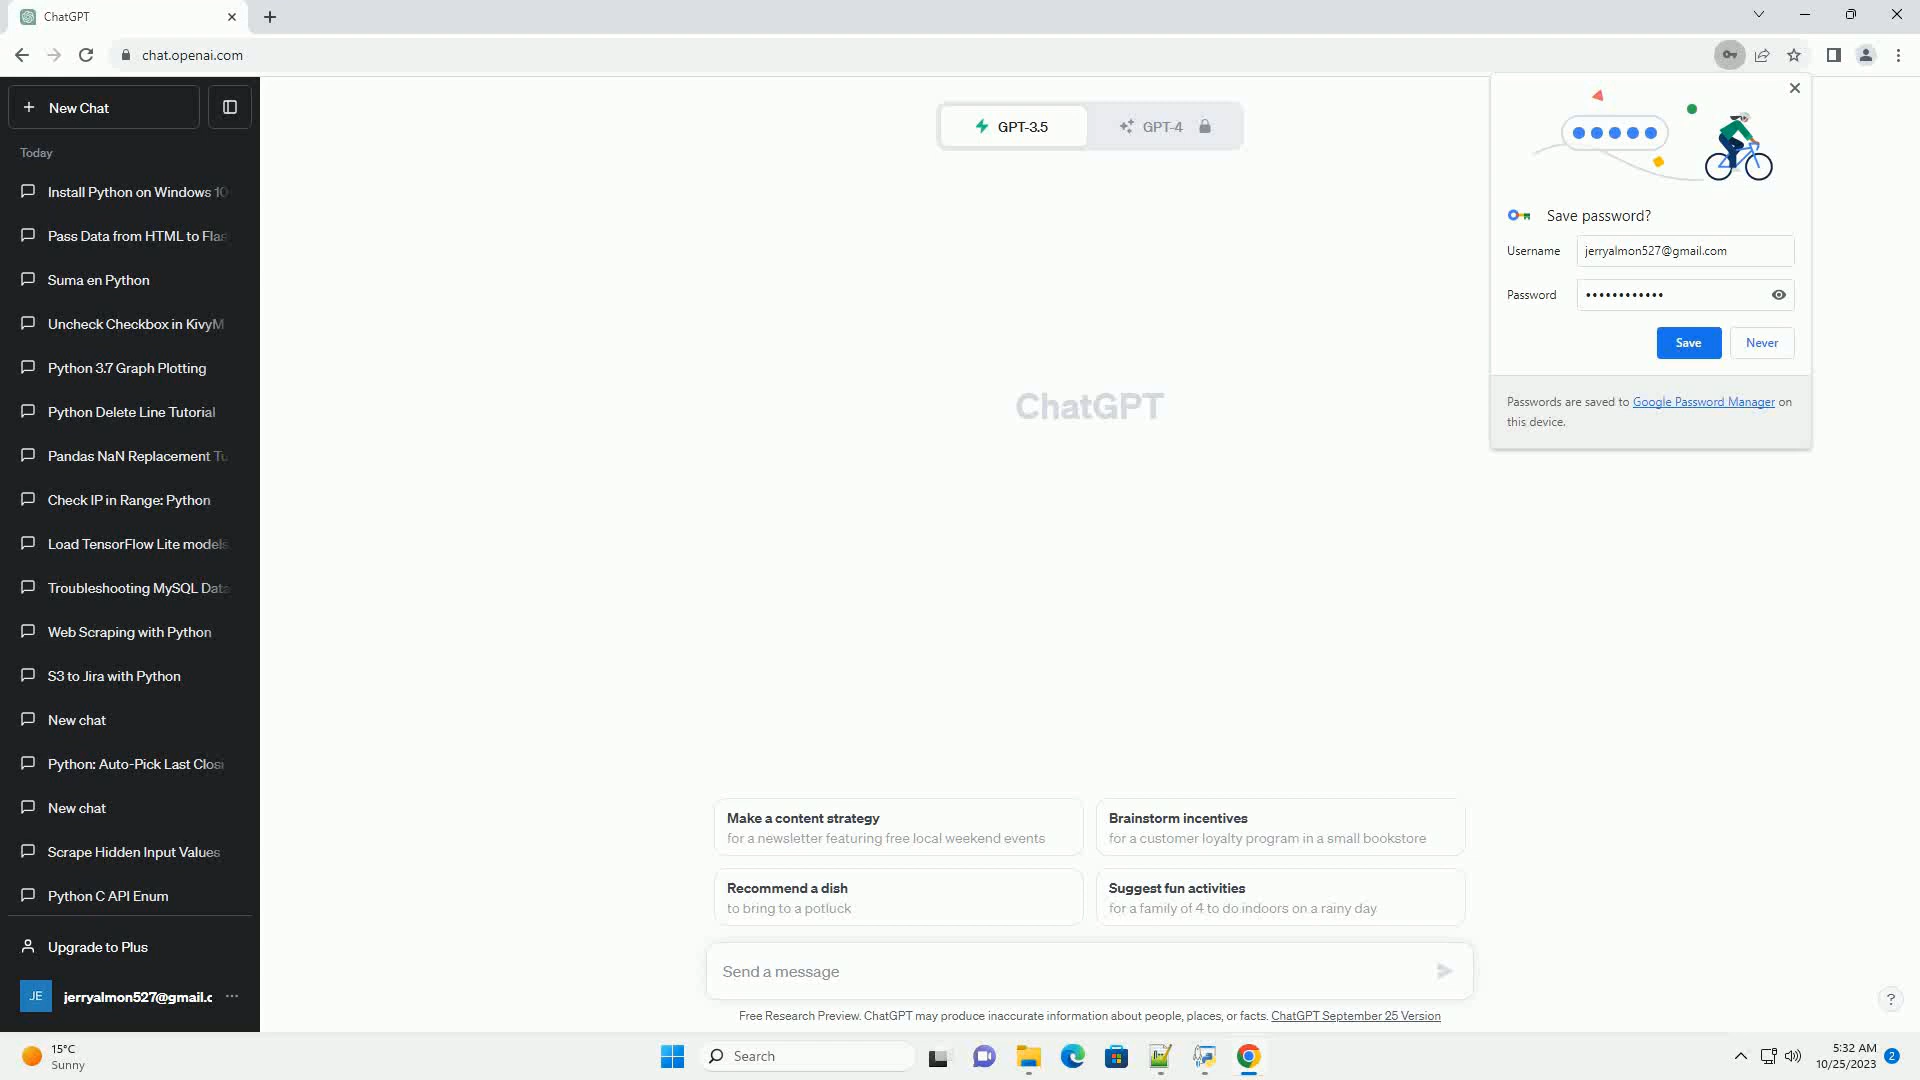 ChatGPT
chat.openai.com
New Chat
Today
Install Python on Windows 10
Pass Data from HTML to Flas
Suma en Python
Uncheck Checkbox in KivyM
Python 3.7 Graph Plotting
Python Delete Line Tutorial
Pandas NaN Replacement Tu
Check IP in Range: Python
Load TensorFlow Lite models
Troubleshooting MySQL Data
Web Scraping with Python
S3 to Jira with Python
New chat
Python: Auto-Pick Last Closi
New chat
Scrape Hidden Input Values
Python C API Enum
Upgrade to Plus
JE jerryalmon527@gmail.c
GPT-3.5 GPT-4
ChatGPT
Save password?
Username jerryalmon527@gmail.com
Password ••••••••••••
Save Never
Passwords are saved to Google Password Manager on
this device.
Make a content strategy
for a newsletter featuring free local weekend events
Brainstorm incentives
for a customer loyalty program in a small bookstore
Recommend a dish
to bring to a potluck
Suggest fun activities
for a family of 4 to do indoors on a rainy day
Send a message
Free Research Preview. ChatGPT may produce inaccurate information about people, places, or facts. ChatGPT September 25 Version
?
15°C
Sunny
Search
5:32 AM
10/25/2023
2